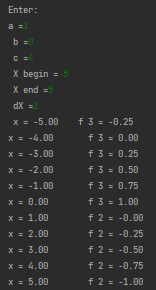 Enter:
a =1
b =0
c =4
X begin =-5
X end =5
dX =1
x = -5.00 f 3 = -0.25
x = -4.00 f 3 = 0.00
x = -3.00 f 3 = 0.25
x = -2.00 f 3 = 0.50
x = -1.00 f 3 = 0.75
x = 0.00 f 3 = 1.00
x = 1.00 f 2 = -0.00
x = 2.00 f 2 = -0.25
x = 3.00 f 2 = -0.50
x = 4.00 f 2 = -0.75
x = 5.00 f 2 = -1.00